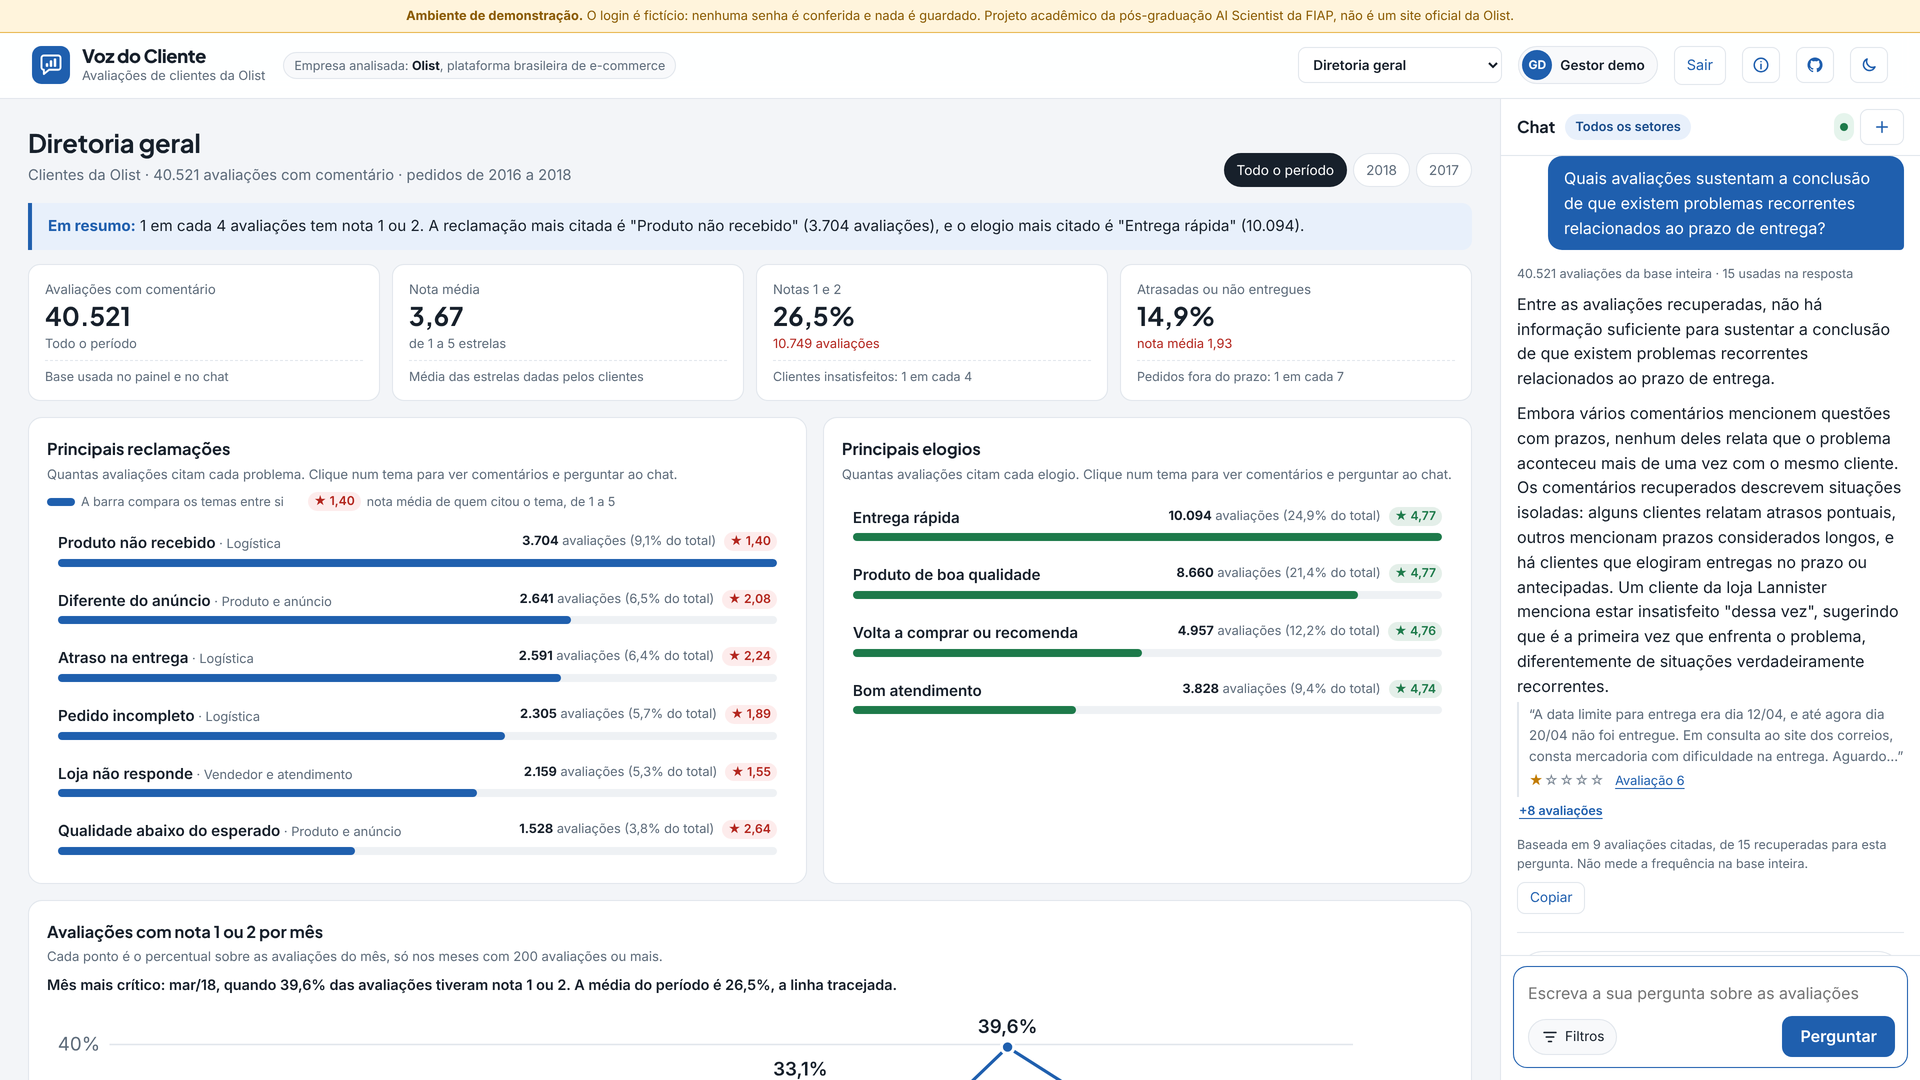 Ambiente de demonstração. O login é fictício: nenhuma senha é conferida e nada é guardado. Projeto acadêmico da pós-graduação AI Scientist da FIAP, não é um site oficial da Olist.
Voz do Cliente
Avaliações de clientes da Olist
Empresa analisada: Olist, plataforma brasileira de e-commerce
Diretoria geral
GD Gestor demo
Sair
Diretoria geral
Clientes da Olist · 40.521 avaliações com comentário · pedidos de 2016 a 2018
Todo o período 2018 2017
Em resumo: 1 em cada 4 avaliações tem nota 1 ou 2. A reclamação mais citada é "Produto não recebido" (3.704 avaliações), e o elogio mais citado é "Entrega rápida" (10.094).
Avaliações com comentário
40.521
Todo o período
Base usada no painel e no chat
Nota média
3,67
de 1 a 5 estrelas
Média das estrelas dadas pelos clientes
Notas 1 e 2
26,5%
10.749 avaliações
Clientes insatisfeitos: 1 em cada 4
Atrasadas ou não entregues
14,9%
nota média 1,93
Pedidos fora do prazo: 1 em cada 7
Principais reclamações
Quantas avaliações citam cada problema. Clique num tema para ver comentários e perguntar ao chat.
A barra compara os temas entre si ★ 1,40 nota média de quem citou o tema, de 1 a 5
Produto não recebido · Logística 3.704 avaliações (9,1% do total) ★ 1,40
Diferente do anúncio · Produto e anúncio 2.641 avaliações (6,5% do total) ★ 2,08
Atraso na entrega · Logística 2.591 avaliações (6,4% do total) ★ 2,24
Pedido incompleto · Logística 2.305 avaliações (5,7% do total) ★ 1,89
Loja não responde · Vendedor e atendimento 2.159 avaliações (5,3% do total) ★ 1,55
Qualidade abaixo do esperado · Produto e anúncio 1.528 avaliações (3,8% do total) ★ 2,64
Principais elogios
Quantas avaliações citam cada elogio. Clique num tema para ver comentários e perguntar ao chat.
Entrega rápida 10.094 avaliações (24,9% do total) ★ 4,77
Produto de boa qualidade 8.660 avaliações (21,4% do total) ★ 4,77
Volta a comprar ou recomenda 4.957 avaliações (12,2% do total) ★ 4,76
Bom atendimento 3.828 avaliações (9,4% do total) ★ 4,74
Avaliações com nota 1 ou 2 por mês
Cada ponto é o percentual sobre as avaliações do mês, só nos meses com 200 avaliações ou mais.
Mês mais crítico: mar/18, quando 39,6% das avaliações tiveram nota 1 ou 2. A média do período é 26,5%, a linha tracejada.
39,6%
40%
33,1%
Chat Todos os setores
Quais avaliações sustentam a conclusão
de que existem problemas recorrentes
relacionados ao prazo de entrega?
40.521 avaliações da base inteira · 15 usadas na resposta
Entre as avaliações recuperadas, não há
informação suficiente para sustentar a conclusão
de que existem problemas recorrentes
relacionados ao prazo de entrega.
Embora vários comentários mencionem questões
com prazos, nenhum deles relata que o problema
aconteceu mais de uma vez com o mesmo cliente.
Os comentários recuperados descrevem situações
isoladas: alguns clientes relatam atrasos pontuais,
outros mencionam prazos considerados longos, e
há clientes que elogiram entregas no prazo ou
antecipadas. Um cliente da loja Lannister
menciona estar insatisfeito "dessa vez", sugerindo
que é a primeira vez que enfrenta o problema,
diferentemente de situações verdadeiramente
recorrentes.
“A data limite para entrega era dia 12/04, e até agora dia
20/04 não foi entregue. Em consulta ao site dos correios,
consta mercadoria com dificuldade na entrega. Aguardo…”
★☆☆☆☆ Avaliação 6
+8 avaliações
Baseada em 9 avaliações citadas, de 15 recuperadas para esta
pergunta. Não mede a frequência na base inteira.
Copiar
Escreva a sua pergunta sobre as avaliações
Filtros
Perguntar